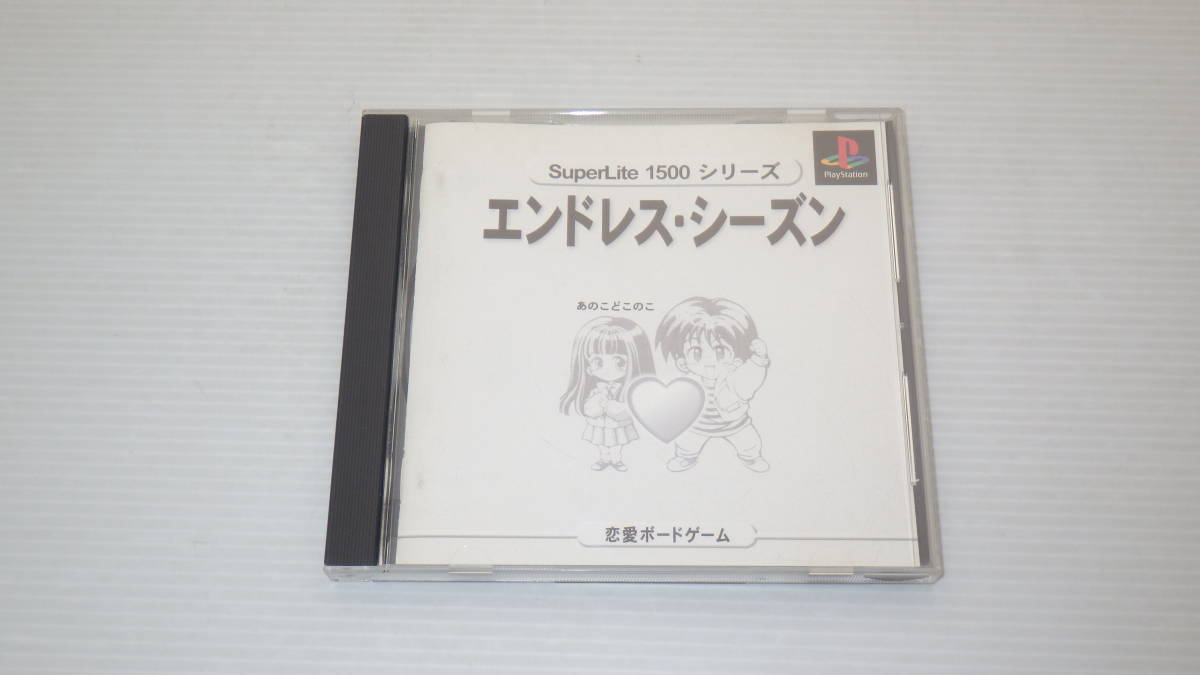 SuperLite 1500 シリーズ
PlayStation
エンドレス・シーズン
あのこどこのこ
恋愛ボードゲーム